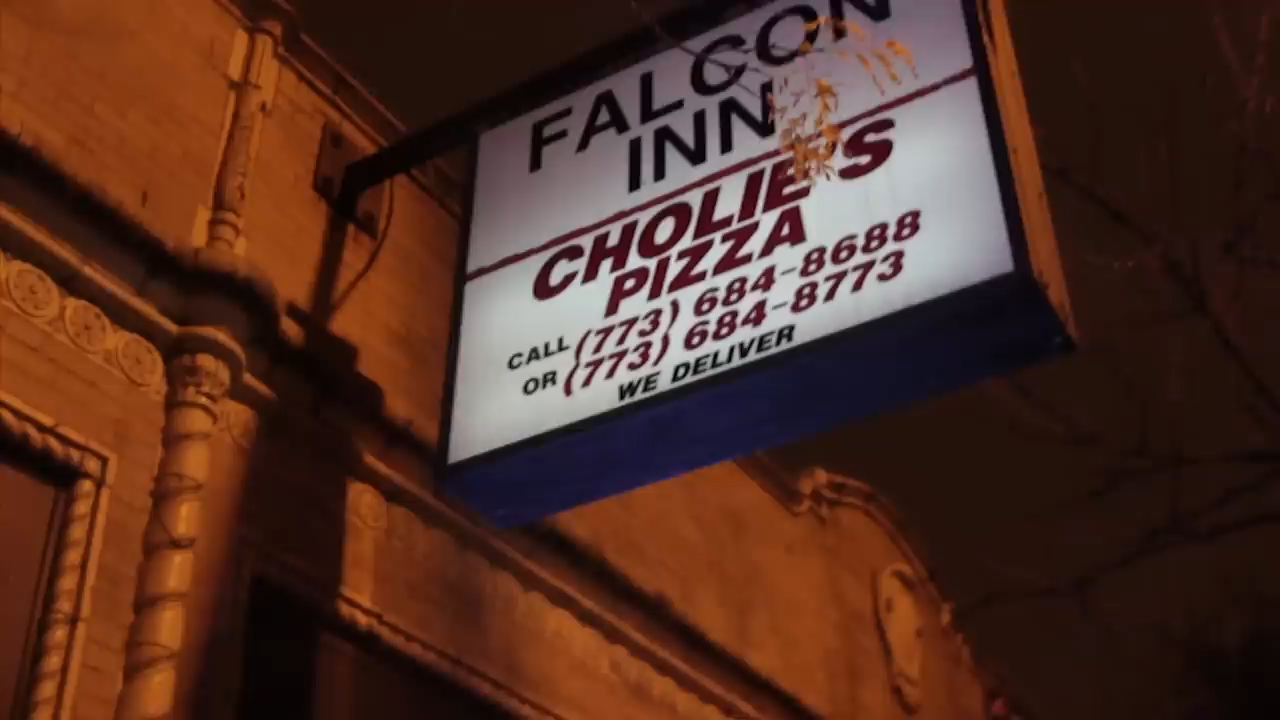 FALCON
INN
CHOLIE'S
PIZZA
CALL (773) 684-8688
OR (773) 684-8773
WE DELIVER